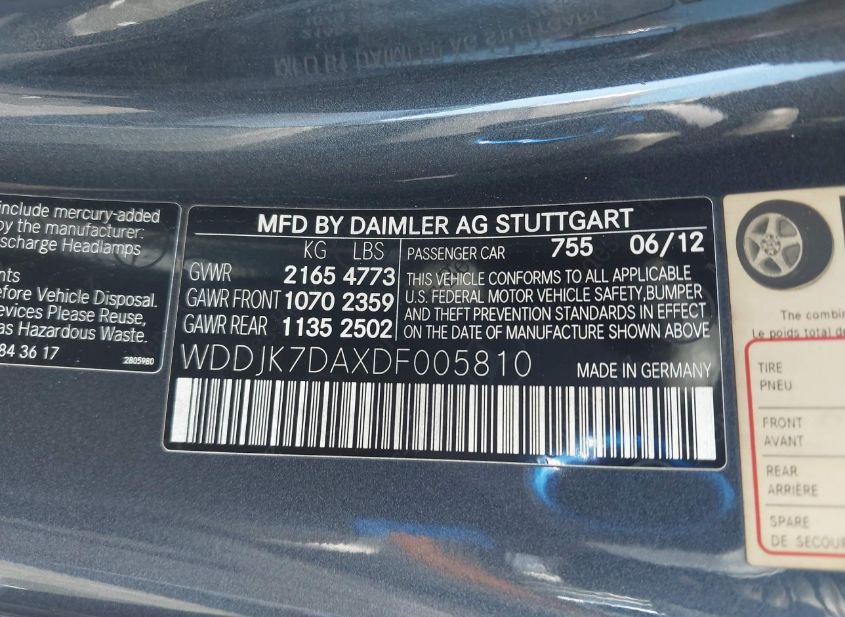 include mercury-added
by the manufacturer:
scharge Headlamps
nts
efore Vehicle Disposal.
evices Please Reuse,
as Hazardous Waste.
84 36 17
2805980
MFD BY DAIMLER AG STUTTGART
KG LBS
GVWR 2165 4773
GAWR FRONT 1070 2359
GAWR REAR 1135 2502
PASSENGER CAR 755 06/12
THIS VEHICLE CONFORMS TO ALL APPLICABLE
U.S. FEDERAL MOTOR VEHICLE SAFETY,BUMPER
AND THEFT PREVENTION STANDARDS IN EFFECT
ON THE DATE OF MANUFACTURE SHOWN ABOVE
WDDJK7DAXDF005810 MADE IN GERMANY
The combin
Le poids total de
TIRE
PNEU
FRONT
AVANT
REAR
ARRIÈRE
SPARE
DE SECOUR